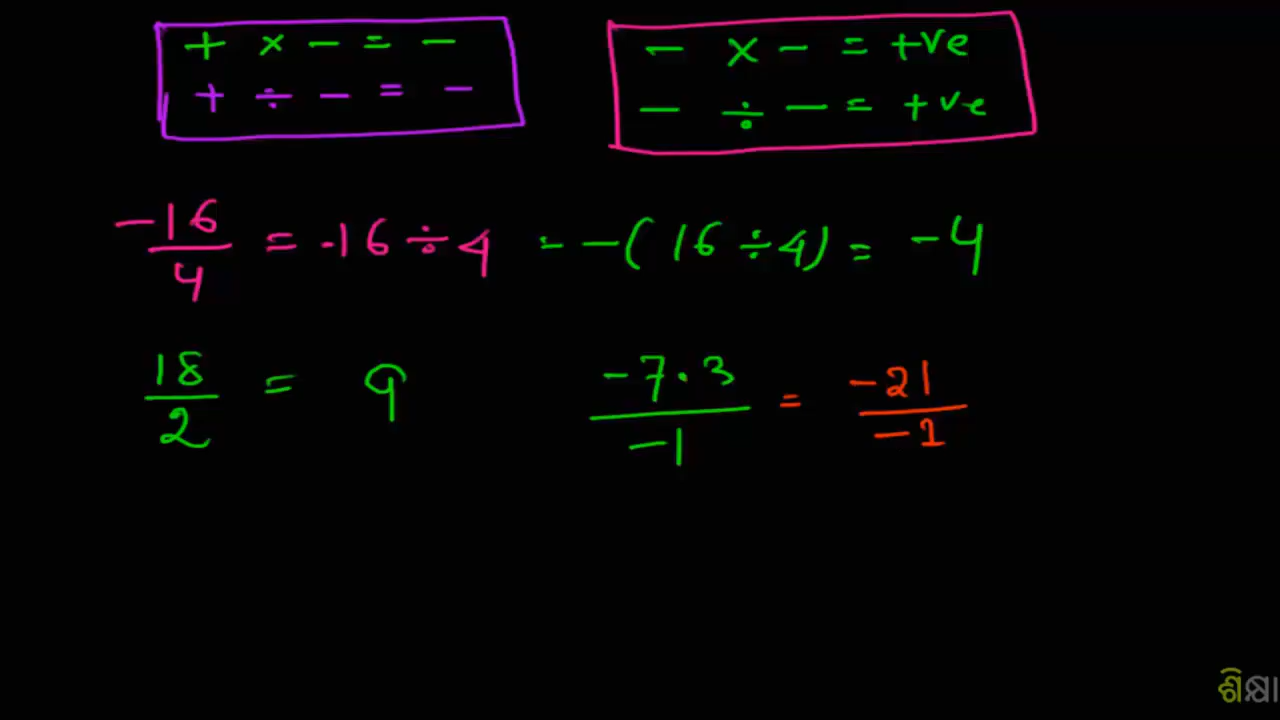 + × - = -
+ ÷ - = -
- × - = +ve
- ÷ - = +ve
-16/4 = -16 ÷ 4 = -(16 ÷ 4) = -4
18/2 = 9
-7·3/-1 = -21/-1
ଶିକ୍ଷା